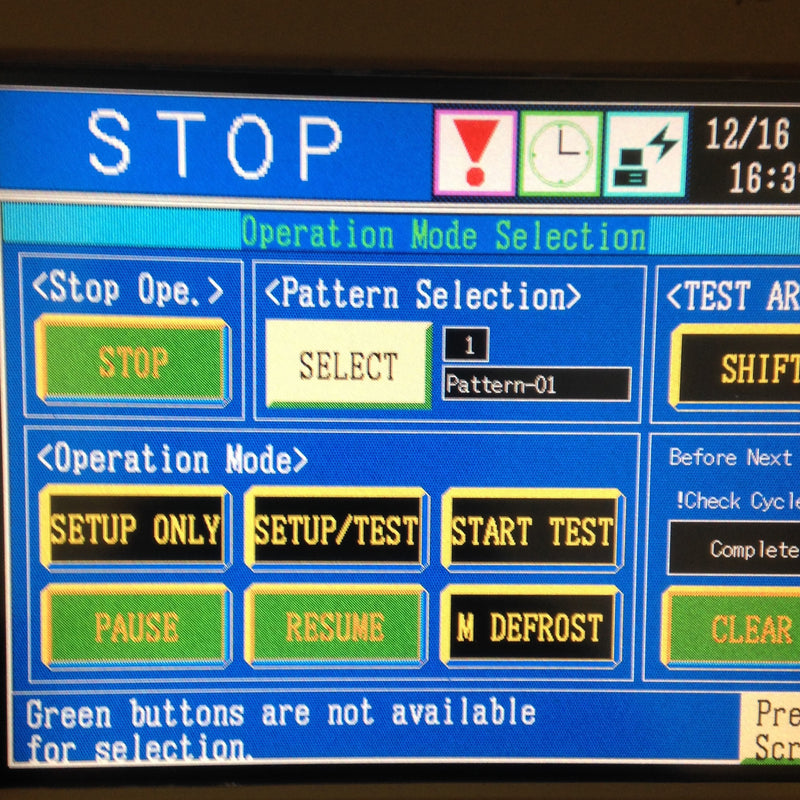 STOP
12/16
16:3
Operation Mode Selection
<Stop Ope.>
<Pattern Selection>
<TEST AR
STOP
SELECT
1
Pattern-01
SHIFT
<Operation Mode>
Before Next
!Check Cycle
SETUP ONLY
SETUP/TEST
START TEST
Complete
PAUSE
RESUME
M DEFROST
CLEAR
Green buttons are not available
for selection.
Pre
Scr